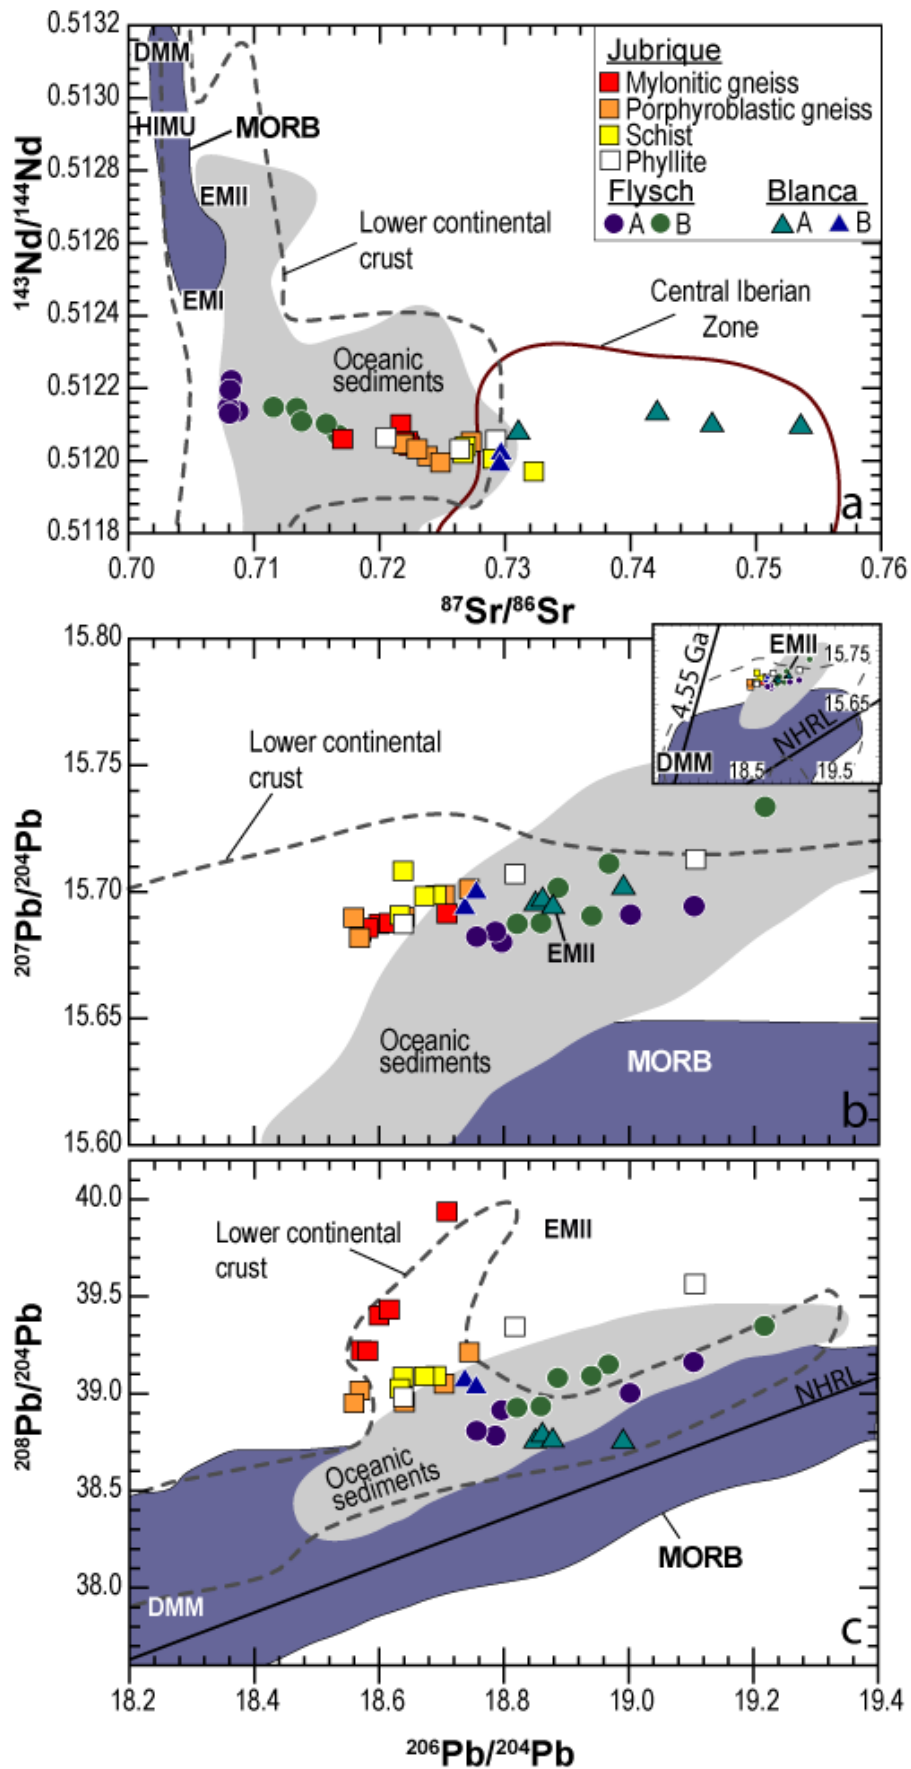 0.5132
0.5130
0.5128
0.5126
0.5124
0.5122
0.5120
0.5118
143Nd/144Nd
DMM
HIMU
MORB
EMII
EMI
Lower continental
crust
Oceanic
sediments
Central Iberian
Zone
Jubrique
Mylonitic gneiss
Porphyroblastic gneiss
Schist
Phyllite
Flysch
Blanca
A
B
A
B
a
0.70
0.71
0.72
0.73
0.74
0.75
0.76
87Sr/86Sr
15.80
15.75
15.70
15.65
15.60
207Pb/204Pb
Lower continental
crust
Oceanic
sediments
EMII
MORB
b
4.55 Ga
EMII
15.75
15.65
NHRL
DMM
18.5
19.5
40.0
39.5
39.0
38.5
38.0
208Pb/204Pb
Lower continental
crust
EMII
Oceanic
sediments
NHRL
MORB
DMM
c
18.2
18.4
18.6
18.8
19.0
19.2
19.4
206Pb/204Pb